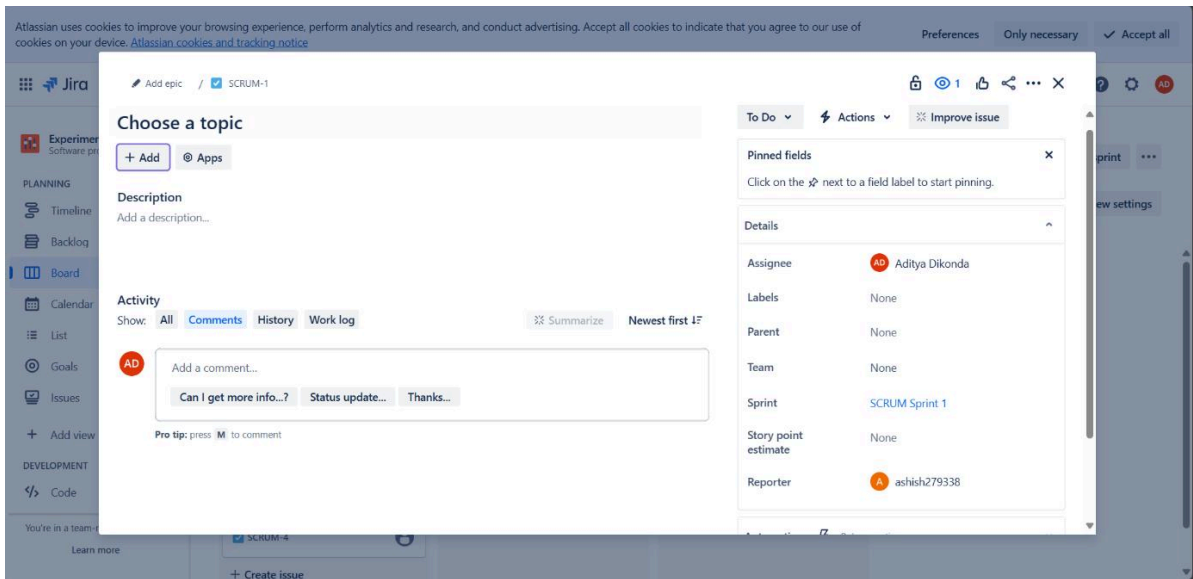 Atlassian uses cookies to improve your browsing experience, perform analytics and research, and conduct advertising. Accept all cookies to indicate that you agree to our use of
cookies on your device. Atlassian cookies and tracking notice
Preferences
Only necessary
Accept all
Jira
Add epic / SCRUM-1
1
AD
Experimen
Software pro
PLANNING
Timeline
Backlog
Board
Calendar
List
Goals
Issues
Add view
DEVELOPMENT
Code
You're in a team-m
Learn more
Choose a topic
+ Add
Apps
Description
Add a description...
Activity
Show: All Comments History Work log
Summarize
Newest first
AD
Add a comment...
Can I get more info...? Status update... Thanks...
Pro tip: press M to comment
To Do
Actions
Improve issue
Pinned fields
Click on the next to a field label to start pinning.
Details
Assignee AD Aditya Dikonda
Labels None
Parent None
Team None
Sprint SCRUM Sprint 1
Story point
estimate
None
Reporter A ashish279338
print
ew settings
SCRUM-4
+ Create issue